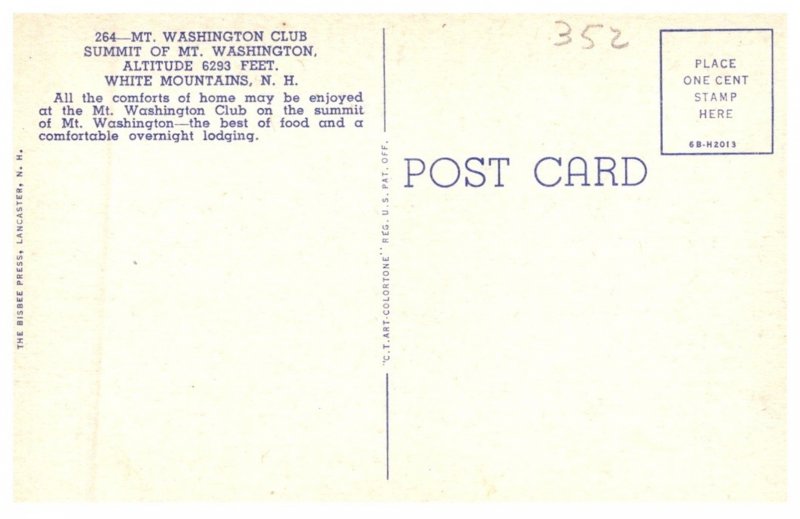 264—MT. WASHINGTON CLUB
SUMMIT OF MT. WASHINGTON,
ALTITUDE 6293 FEET.
WHITE MOUNTAINS, N. H.
All the comforts of home may be enjoyed
at the Mt. Washington Club on the summit
of Mt. Washington—the best of food and a
comfortable overnight lodging.
THE BISBEE PRESS, LANCASTER, N. H.
"C.T. ART-COLORTONE" REG. U.S. PAT. OFF.
352
PLACE
ONE CENT
STAMP
HERE
6B-H2013
POST CARD